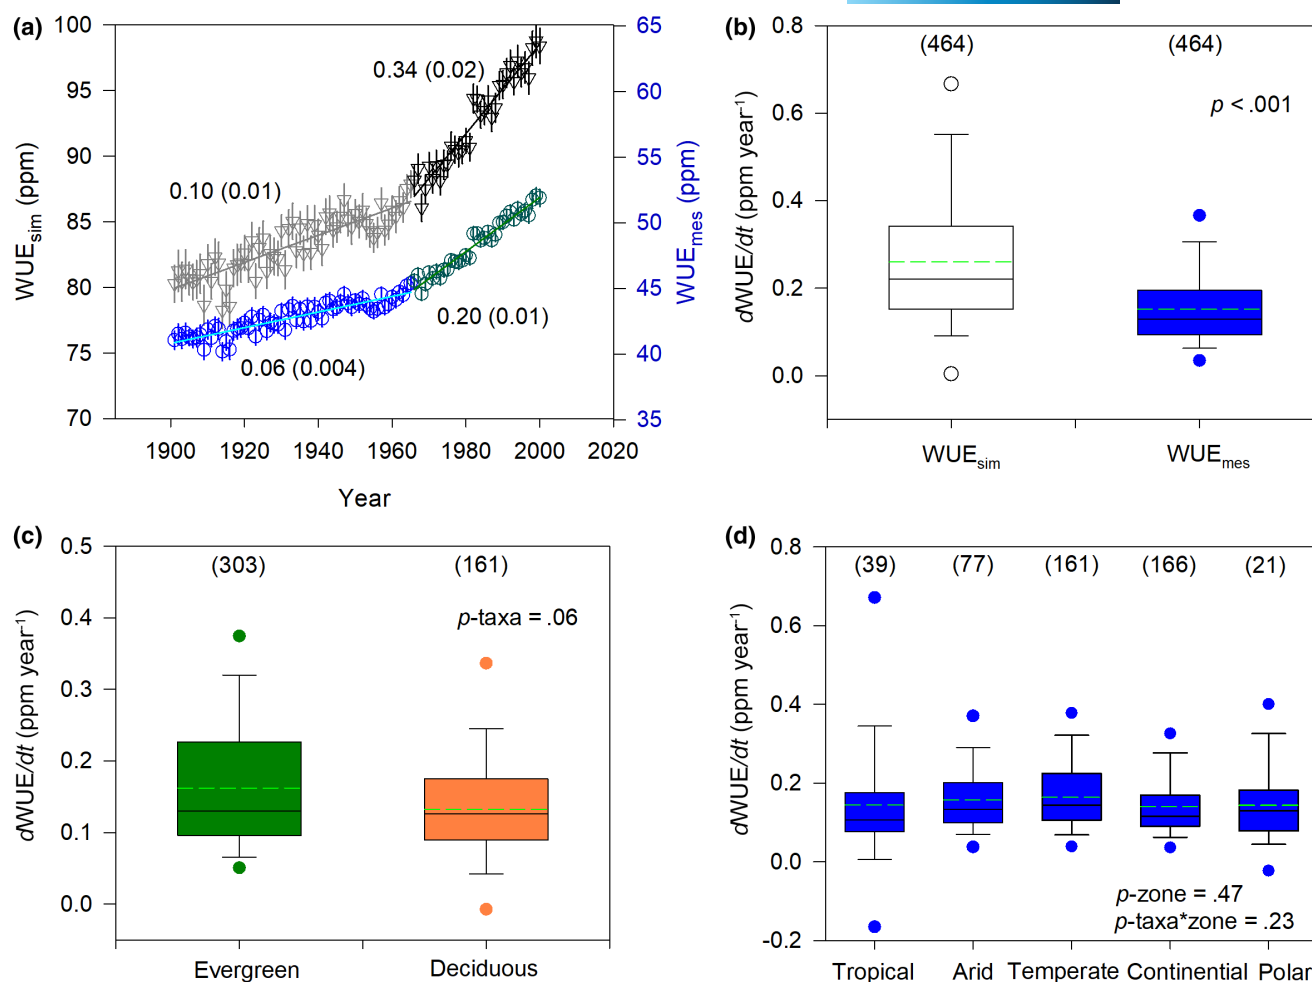 (a)
100
95
90
85
80
75
70
WUEsim (ppm)
65
60
55
50
45
40
35
WUEmes (ppm)
0.34 (0.02)
0.10 (0.01)
0.20 (0.01)
0.06 (0.004)
1900 1920 1940 1960 1980 2000 2020
Year
(b)
0.8
0.6
0.4
0.2
0.0
dWUE/dt (ppm year-1)
(464) (464)
p < .001
WUEsim WUEmes
(c)
0.5
0.4
0.3
0.2
0.1
0.0
dWUE/dt (ppm year-1)
(303) (161)
p-taxa = .06
Evergreen Deciduous
(d)
0.8
0.6
0.4
0.2
0.0
-0.2
dWUE/dt (ppm year-1)
(39) (77) (161) (166) (21)
p-zone = .47
p-taxa*zone = .23
Tropical Arid Temperate Continental Polar